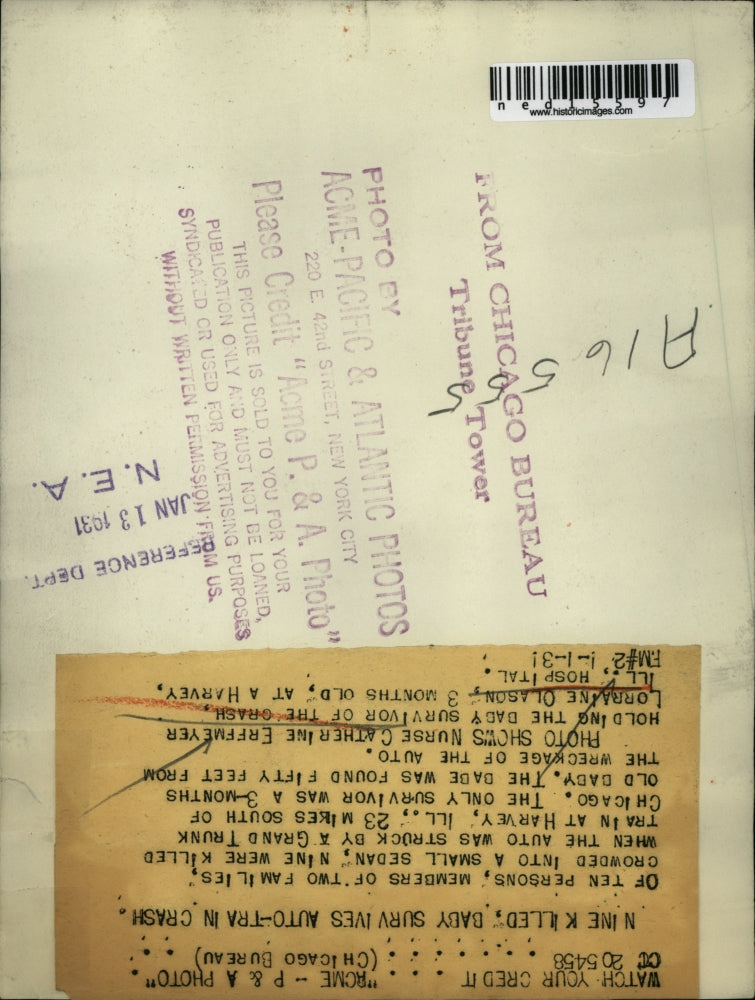 n e d 1 5 5 9 7
www.historicimages.com
FROM CHICAGO BUREAU
Tribune Tower
A16
PHOTO BY
ACME-PACIFIC & ATLANTIC PHOTOS
220 E. 42nd STREET, NEW YORK CITY
Please Credit "Acme P. & A. Photo"
THIS PICTURE IS SOLD TO YOU FOR YOUR
PUBLICATION ONLY AND MUST NOT BE LOANED,
SYNDICATED OR USED FOR ADVERTISING PURPOSES
WITHOUT WRITTEN PERMISSION FROM US.
REFERENCE DEPT.
JAN 13 1931
N. E. A.
WATCH YOUR CREDIT . . . . . "ACME - P & A PHOTO"
205458 . . . . . . . (CHICAGO BUREAU)
NINE KILLED; BABY SURVIVES AUTO-TRAIN CRASH.
OF TEN PERSONS, MEMBERS OF TWO FAMILIES,
CROWDED INTO A SMALL SEDAN, NINE WERE KILLED
WHEN THE AUTO WAS STRUCK BY A GRAND TRUNK
TRAIN AT HARVEY, ILL., 23 MILES SOUTH OF
CHICAGO. THE ONLY SURVIVOR WAS A 3-MONTHS
OLD BABY. THE BABE WAS FOUND FIFTY FEET FROM
THE WRECKAGE OF THE AUTO.
PHOTO SHOWS NURSE CATHERINE ERFFMEYER
HOLDING THE BABY SURVIVOR OF THE CRASH,
LORRAINE OLASON, 3 MONTHS OLD, AT A HARVEY,
ILL., HOSPITAL.
FM#2. 1-1-31